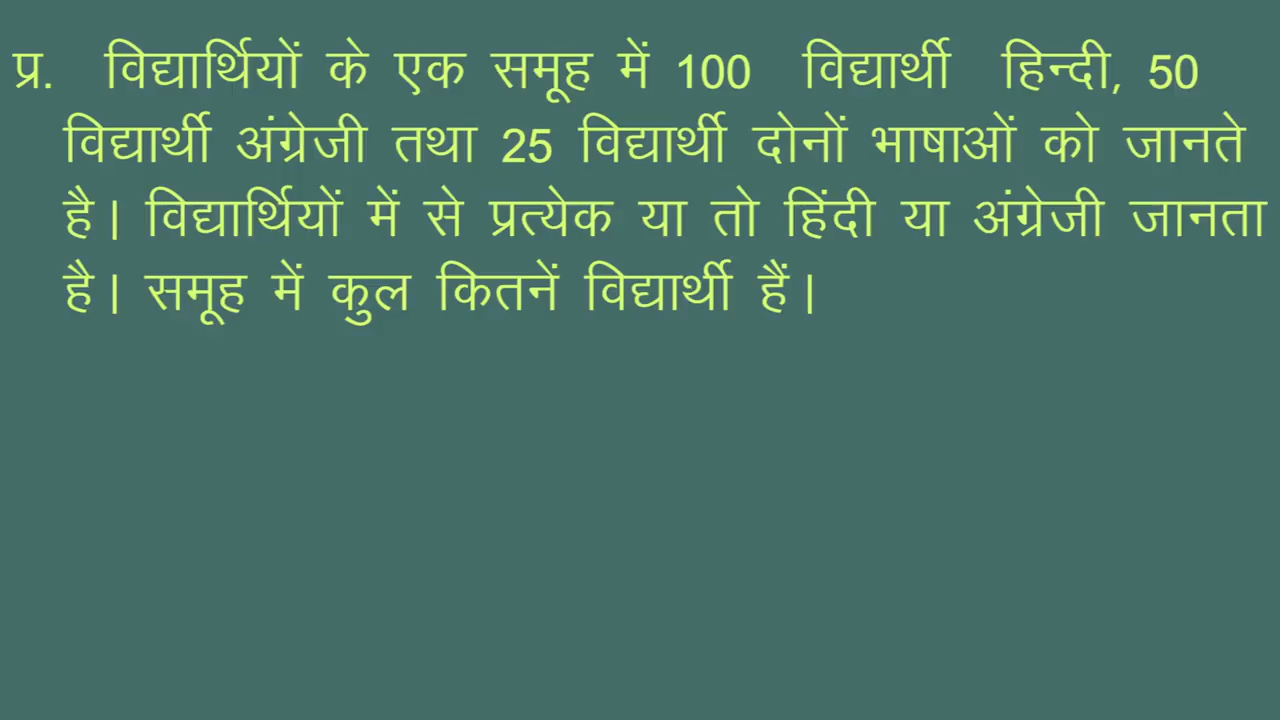 प्र. विद्यार्थियों के एक समूह में 100 विद्यार्थी हिन्दी, 50
विद्यार्थी अंग्रेजी तथा 25 विद्यार्थी दोनों भाषाओं को जानते
है। विद्यार्थियों में से प्रत्येक या तो हिंदी या अंग्रेजी जानता
है। समूह में कुल कितनें विद्यार्थी हैं।